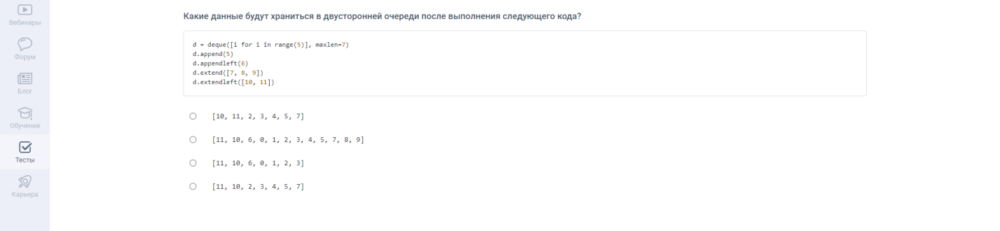 Вебинары
Форум
Блог
Обучение
Тесты
Карьера
Какие данные будут храниться в двусторонней очереди после выполнения следующего кода?
d = deque([i for i in range(5)], maxlen=7)
d.append(5)
d.appendleft(6)
d.extend([7, 8, 9])
d.extendleft([10, 11])
[10, 11, 2, 3, 4, 5, 7]
[11, 10, 6, 0, 1, 2, 3, 4, 5, 7, 8, 9]
[11, 10, 6, 0, 1, 2, 3]
[11, 10, 2, 3, 4, 5, 7]